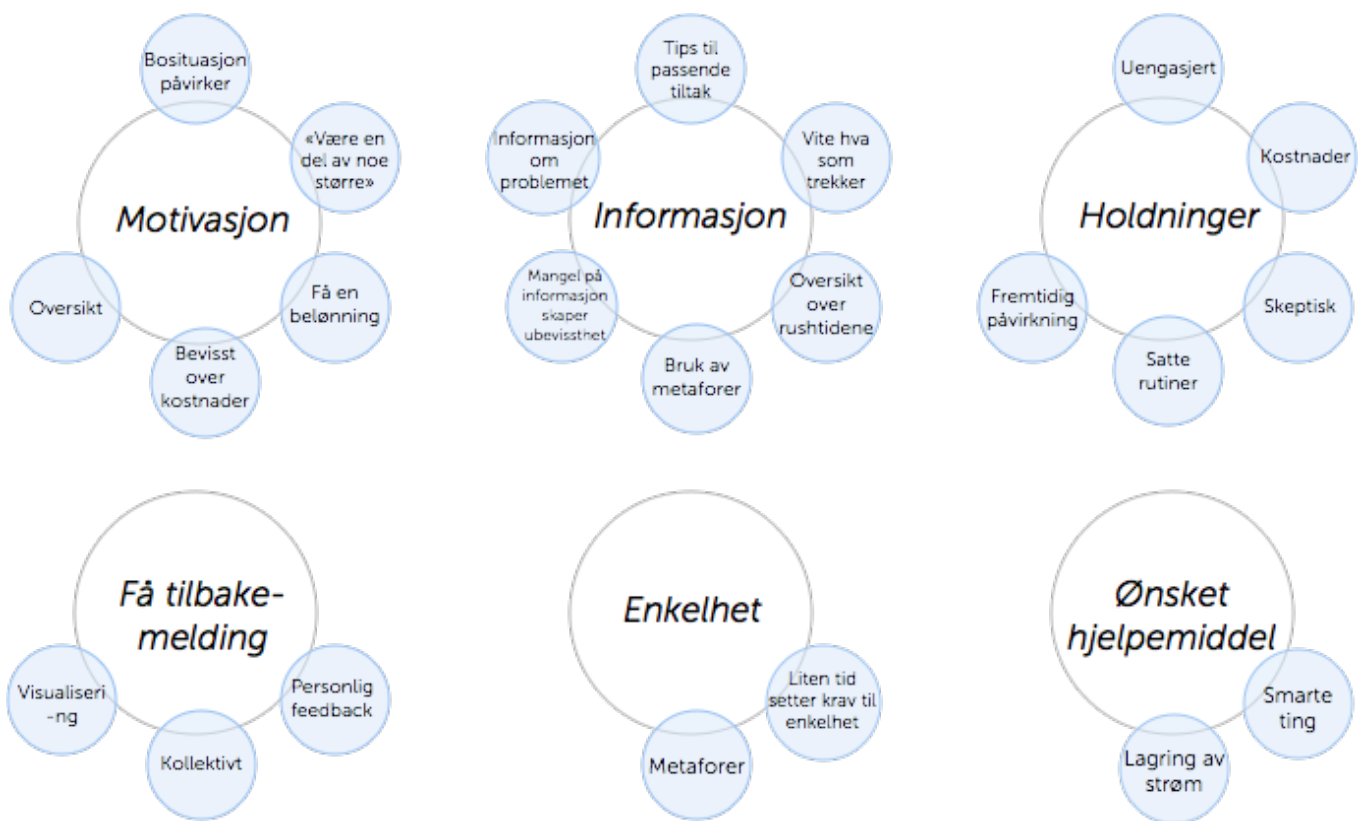 Bosituasjon
påvirker
«Være en
del av noe
større»
Motivasjon
Oversikt
Få en
belønning
Bevisst
over
kostnader
Tips til
passende
tiltak
Informasjon
om
problemet
Vite hva
som
trekker
Informasjon
Mangel på
informasjon
skaper
ubevissthet
Oversikt
over
rushtidene
Bruk av
metaforer
Uengasjert
Kostnader
Holdninger
Fremtidig
påvirkning
Skeptisk
Satte
rutiner
Få tilbake-
melding
Visualiseri
-ng
Personlig
feedback
Kollektivt
Enkelhet
Liten tid
setter krav til
enkelhet
Metaforer
Ønsket
hjelpemiddel
Smarte
ting
Lagring av
strøm